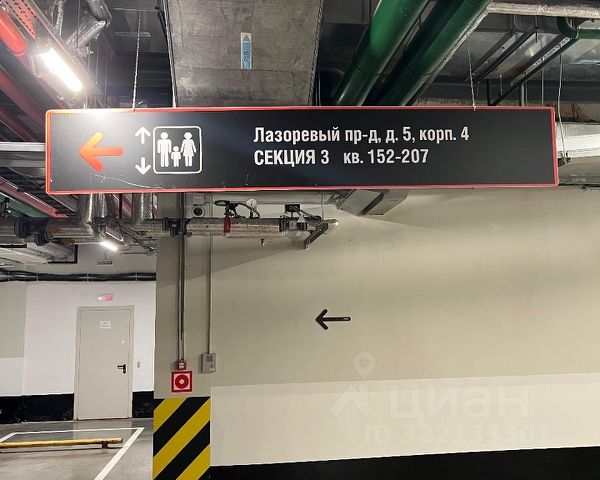 Лазоревый пр-д, д. 5, корп. 4
СЕКЦИЯ 3 кв. 152-207
циан